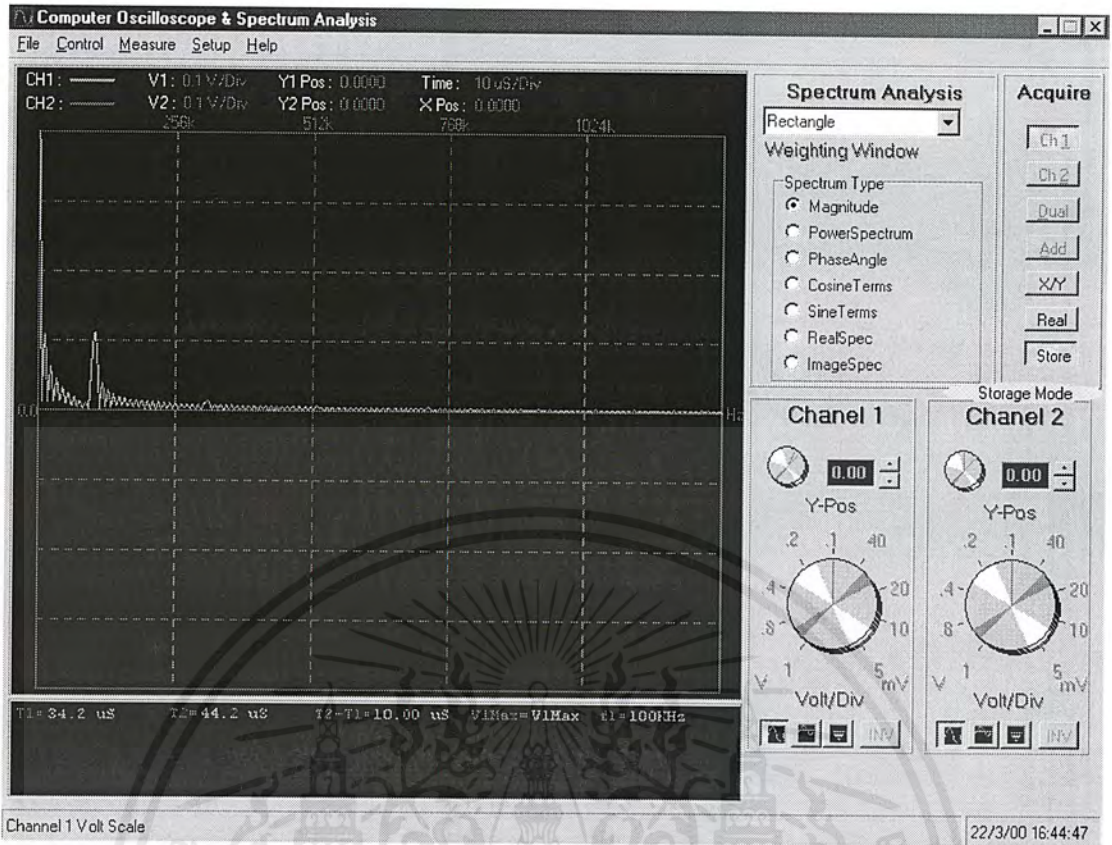 Computer Oscilloscope & Spectrum Analysis
File Control Measure Setup Help
CH1: V1: 0.1 V/Div Y1 Pos: 0.0000 Time: 10 uS/Div
CH2: V2: 0.1 V/Div Y2 Pos: 0.0000 X Pos: 0.0000
256k 512k 768k 1024k
0.0
Hz
T1=34.2 uS T2=44.2 uS T2-T1=10.00 uS V1Max=V1Max f1=100KHz
Spectrum Analysis
Rectangle
Weighting Window
Spectrum Type
Magnitude
PowerSpectrum
PhaseAngle
CosineTerms
SineTerms
RealSpec
ImageSpec
Acquire
Ch 1
Ch 2
Dual
Add
X/Y
Real
Store
Storage Mode
Chanel 1
0.00
Y-Pos
.2 .1 40
.4 20
.8 10
V 1 5 mV
Volt/Div
INV
Chanel 2
0.00
Y-Pos
.2 .1 40
.4 20
.8 10
V 1 5 mV
Volt/Div
INV
Channel 1 Volt Scale
22/3/00 16:44:47